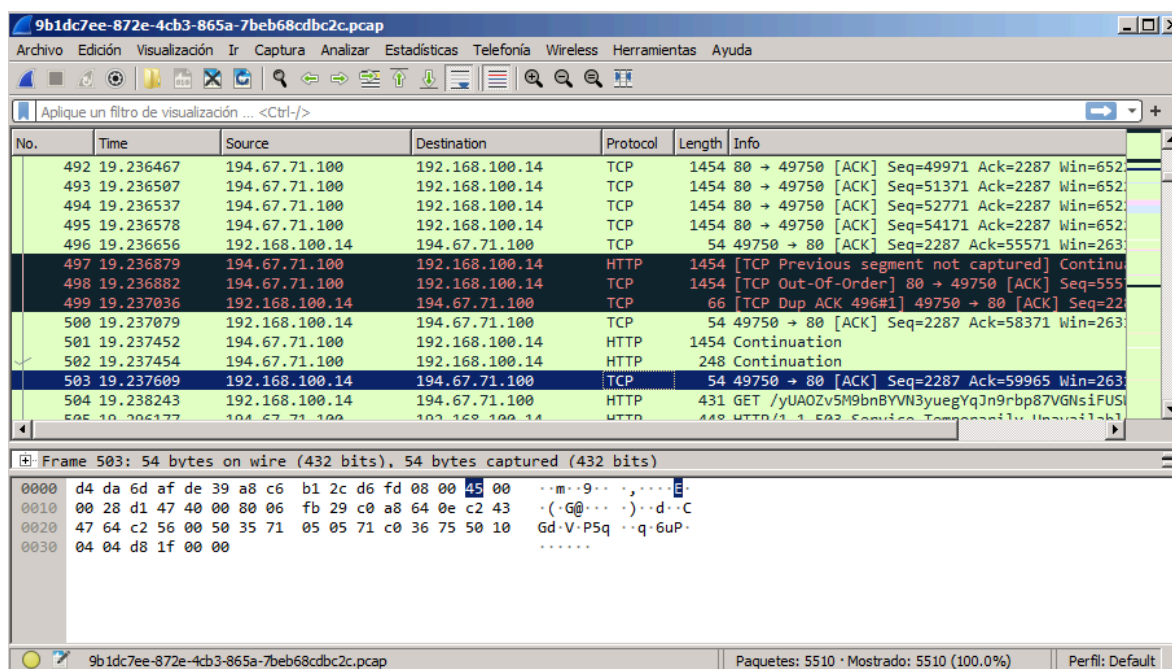 9b1dc7ee-872e-4cb3-865a-7beb68cdbc2c.pcap
Archivo Edición Visualización Ir Captura Analizar Estadísticas Telefonía Wireless Herramientas Ayuda
Aplique un filtro de visualización ... <Ctrl-/>
No. Time Source Destination Protocol Length Info
492 19.236467 194.67.71.100 192.168.100.14 TCP 1454 80 → 49750 [ACK] Seq=49971 Ack=2287 Win=652
493 19.236507 194.67.71.100 192.168.100.14 TCP 1454 80 → 49750 [ACK] Seq=51371 Ack=2287 Win=652
494 19.236537 194.67.71.100 192.168.100.14 TCP 1454 80 → 49750 [ACK] Seq=52771 Ack=2287 Win=652
495 19.236578 194.67.71.100 192.168.100.14 TCP 1454 80 → 49750 [ACK] Seq=54171 Ack=2287 Win=652
496 19.236656 192.168.100.14 194.67.71.100 TCP 54 49750 → 80 [ACK] Seq=2287 Ack=55571 Win=263
497 19.236879 194.67.71.100 192.168.100.14 HTTP 1454 [TCP Previous segment not captured] Continu
498 19.236882 194.67.71.100 192.168.100.14 TCP 1454 [TCP Out-Of-Order] 80 → 49750 [ACK] Seq=555
499 19.237036 192.168.100.14 194.67.71.100 TCP 66 [TCP Dup ACK 496#1] 49750 → 80 [ACK] Seq=22
500 19.237079 192.168.100.14 194.67.71.100 TCP 54 49750 → 80 [ACK] Seq=2287 Ack=58371 Win=263
501 19.237452 194.67.71.100 192.168.100.14 HTTP 1454 Continuation
502 19.237454 194.67.71.100 192.168.100.14 HTTP 248 Continuation
503 19.237609 192.168.100.14 194.67.71.100 TCP 54 49750 → 80 [ACK] Seq=2287 Ack=59965 Win=263
504 19.238243 192.168.100.14 194.67.71.100 HTTP 431 GET /yUAOZv5M9bnBYVN3yuegYqJn9rbp87VGNsiFUS
505 19.296177 194.67.71.100 192.168.100.14 HTTP 448 HTTP/1.1 503 Service Temporarily Unavailabl
Frame 503: 54 bytes on wire (432 bits), 54 bytes captured (432 bits)
0000 d4 da 6d af de 39 a8 c6 b1 2c d6 fd 08 00 45 00 ··m··9·· ·,····E·
0010 00 28 d1 47 40 00 80 06 fb 29 c0 a8 64 0e c2 43 ·(·G@··· ·)··d··C
0020 47 64 c2 56 00 50 35 71 05 05 71 c0 36 75 50 10 Gd·V·P5q ··q·6uP·
0030 04 04 d8 1f 00 00 ······
9b1dc7ee-872e-4cb3-865a-7beb68cdbc2c.pcap Paquetes: 5510 · Mostrado: 5510 (100.0%) Perfil: Default